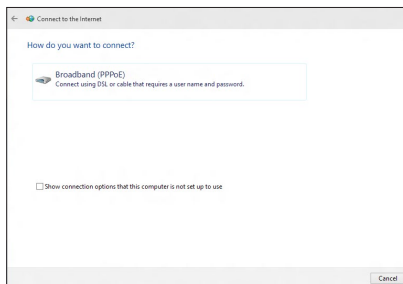 Connect to the Internet
How do you want to connect?
Broadband (PPPoE)
Connect using DSL or cable that requires a user name and password.
Show connection options that this computer is not set up to use
Cancel